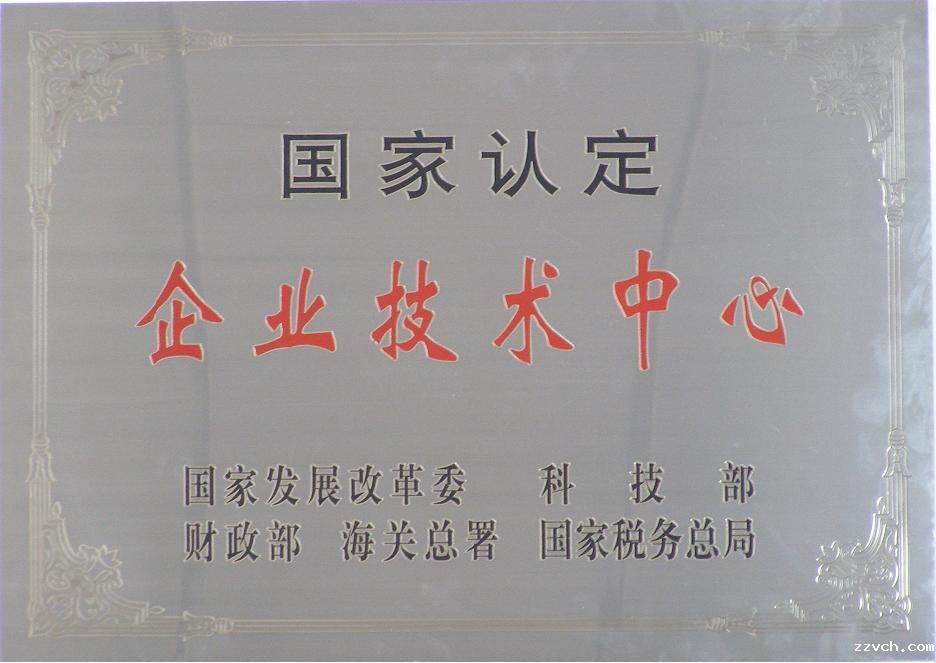 国家认定
企业技术中心
国家发展改革委 科技部
财政部 海关总署 国家税务总局
zzvch.com